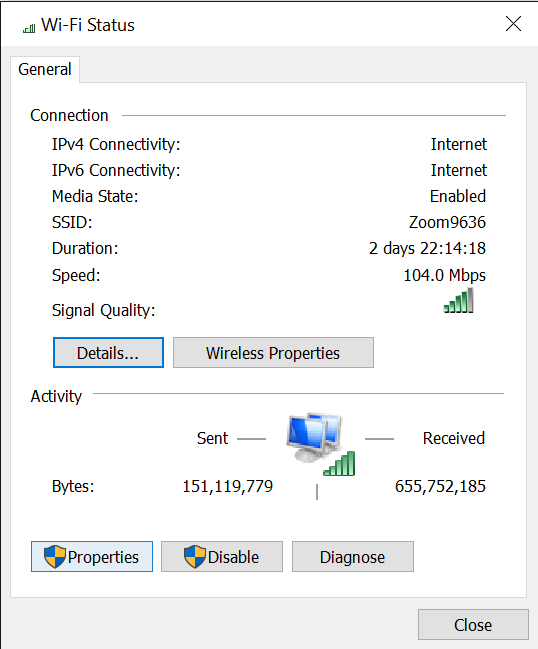 Wi-Fi Status
General
Connection
IPv4 Connectivity: Internet
IPv6 Connectivity: Internet
Media State: Enabled
SSID: Zoom9636
Duration: 2 days 22:14:18
Speed: 104.0 Mbps
Signal Quality:
Details... Wireless Properties
Activity
Sent Received
Bytes: 151,119,779 655,752,185
Properties Disable Diagnose
Close